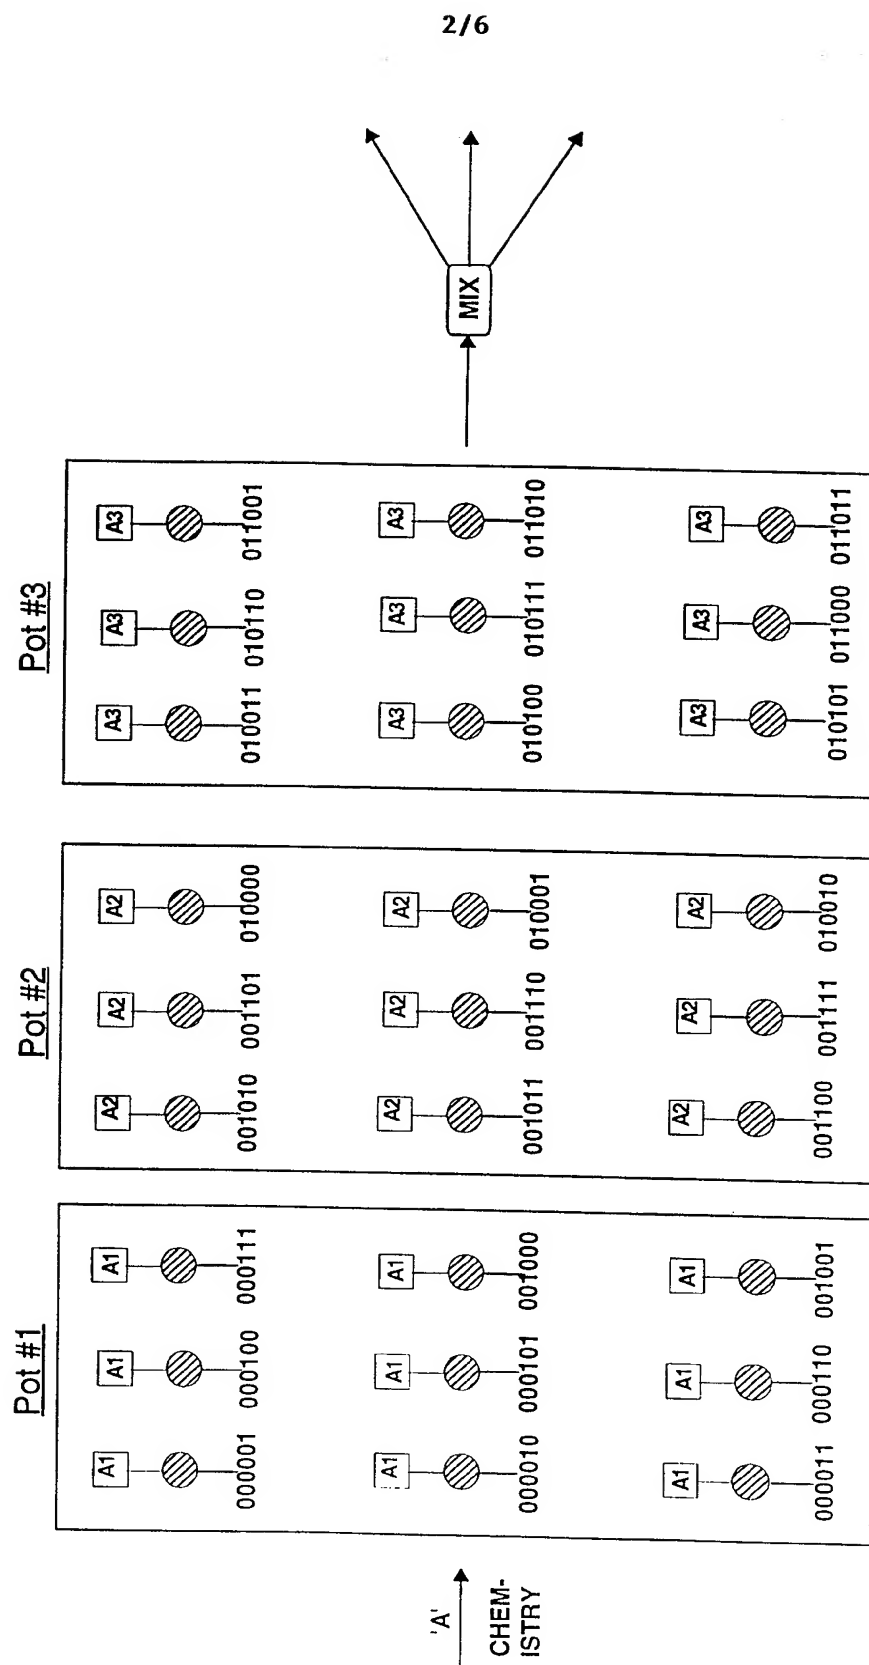 2/6
'A'
CHEM-
ISTRY
Pot #1
A1 A1 A1
000001 000100 000111
A1 A1 A1
000010 000101 001000
A1 A1 A1
000011 000110 001001
Pot #2
A2 A2 A2
001010 001101 010000
A2 A2 A2
001011 001110 010001
A2 A2 A2
001100 001111 010010
Pot #3
A3 A3 A3
010011 010110 011001
A3 A3 A3
010100 010111 011010
A3 A3 A3
010101 011000 011011
MIX